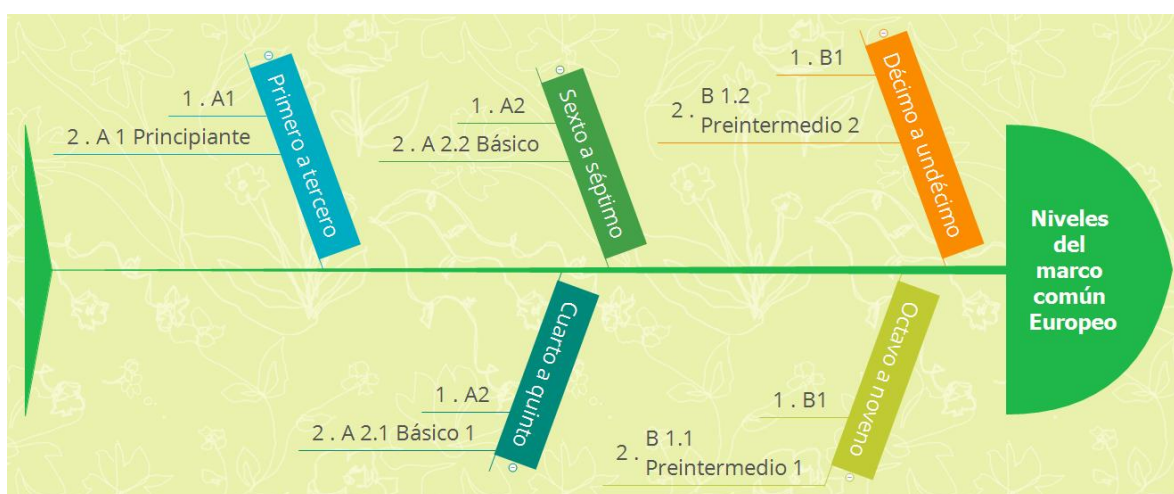 1 . A1
2 . A 1 Principiante
Primero a tercero
1 . A2
2 . A 2.2 Básico
Sexto a séptimo
1 . B1
2 . B 1.2
Preintermedio 2
Décimo a undécimo
Niveles
del
marco
común
Europeo
1 . A2
2 . A 2.1 Básico 1
Cuarto a quinto
1 . B1
2 . B 1.1
Preintermedio 1
Octavo a noveno